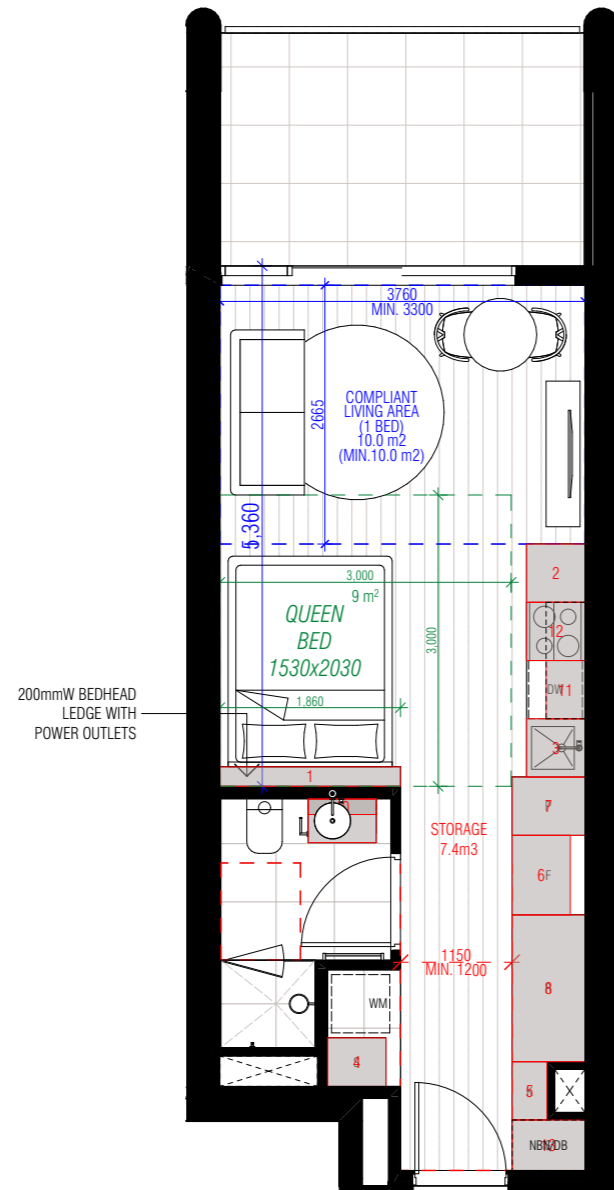 3760
MIN. 3300
2665
COMPLIANT
LIVING AREA
(1 BED)
10.0 m2
(MIN.10.0 m2)
5,360
3,000
9 m²
QUEEN
BED
1530x2030
3,000
1,860
200mmW BEDHEAD
LEDGE WITH
POWER OUTLETS
1
2
12
DW
11
3
7
STORAGE
7.4m3
6
F
1150
MIN. 1200
8
WM
4
5
X
NBN/DB